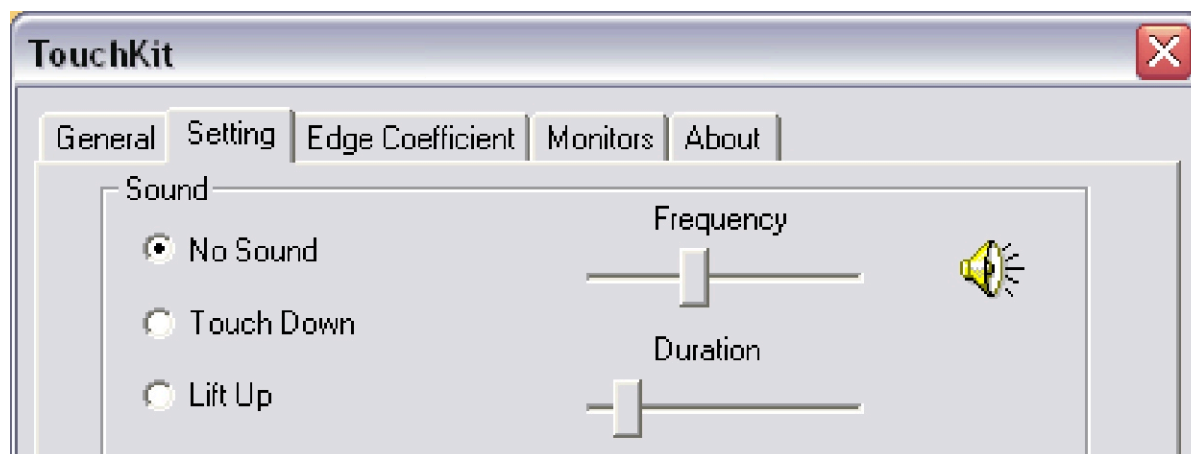 TouchKit
General Setting Edge Coefficient Monitors About
Sound
No Sound
Touch Down
Lift Up
Frequency
Duration